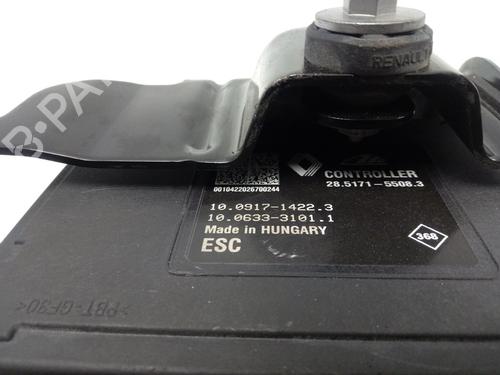 RENAULT
B-PARTS
CONTROLLER
28.5171-5508.3
0010422026700244
10.0917-1422.3
10.0633-3101.1
Made in HUNGARY
ESC
368
>PBT-GF30<